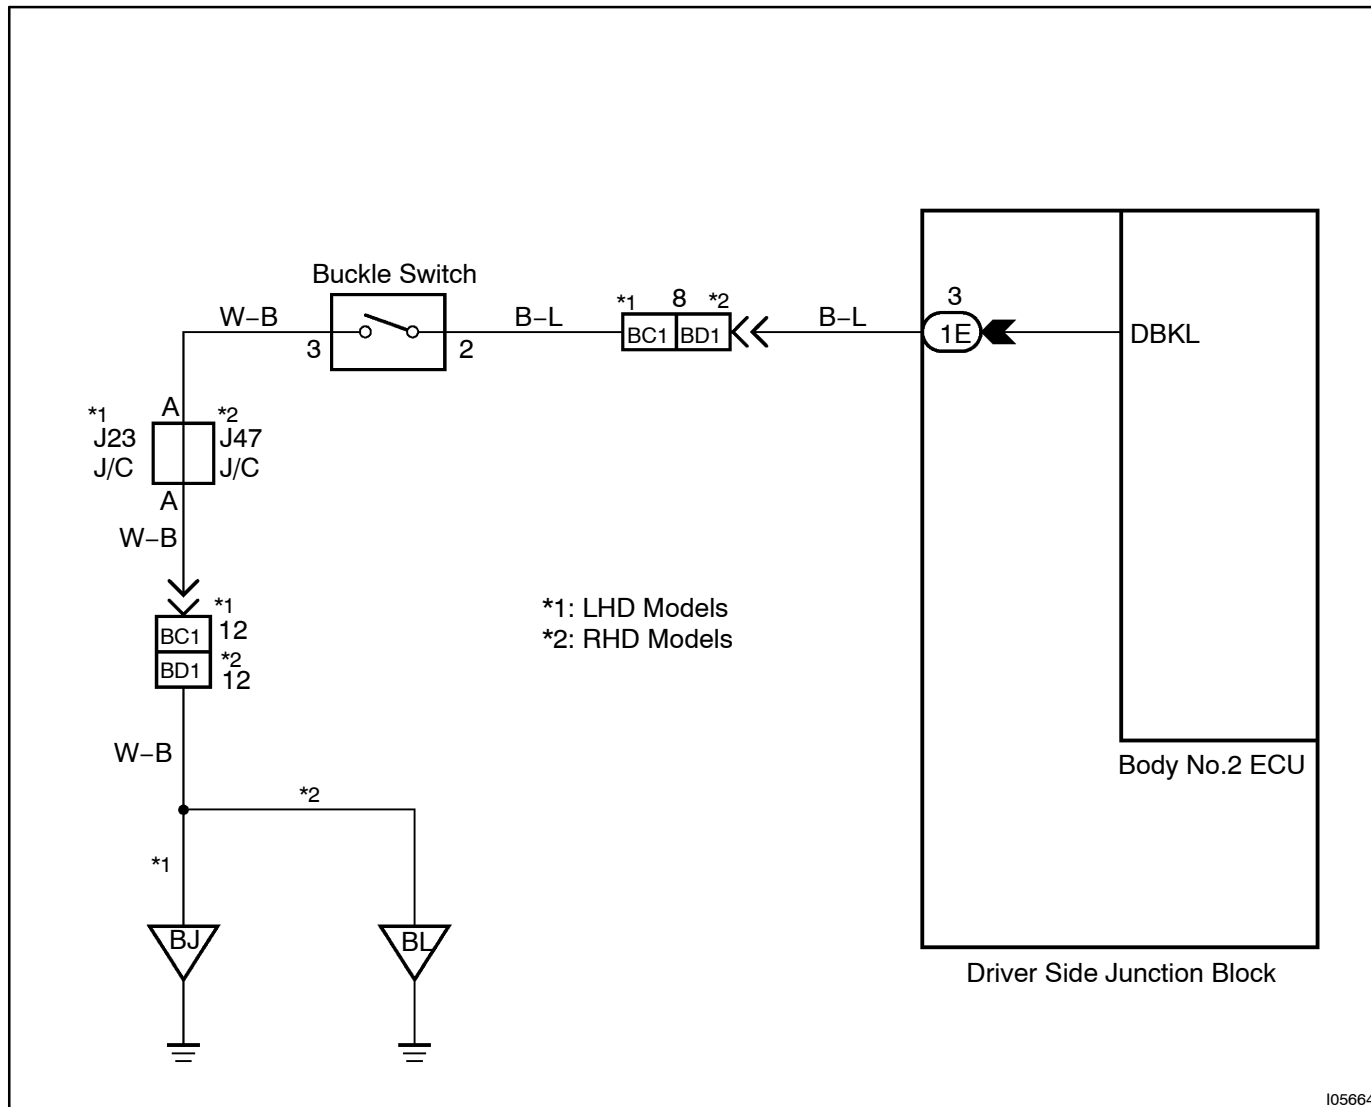 Buckle Switch
W–B
3
2
B–L
*1 8 *2
BC1 BD1
B–L
3
1E
DBKL
A
*1
J23
J/C
*2
J47
J/C
A
W–B
*1
BC1 12
*2
BD1 12
*1: LHD Models
*2: RHD Models
W–B
*2
*1
BJ
BL
Body No.2 ECU
Driver Side Junction Block
I05664